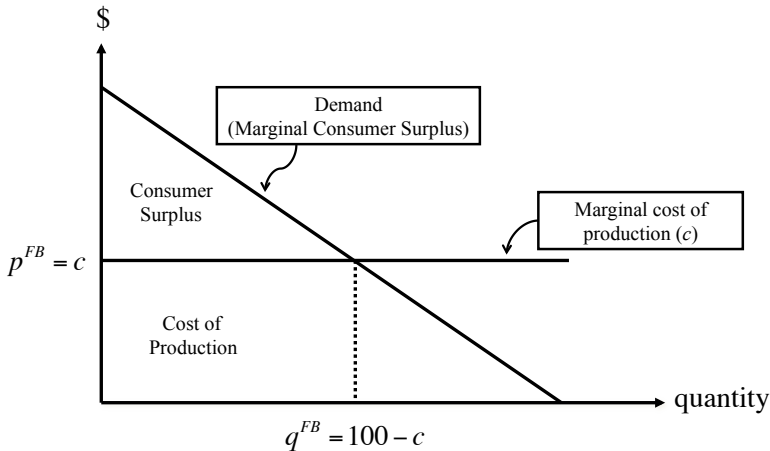 $
Demand
(Marginal Consumer Surplus)
Consumer
Surplus
Marginal cost of
production (c)
p^{FB} = c
Cost of
Production
quantity
q^{FB} = 100 – c